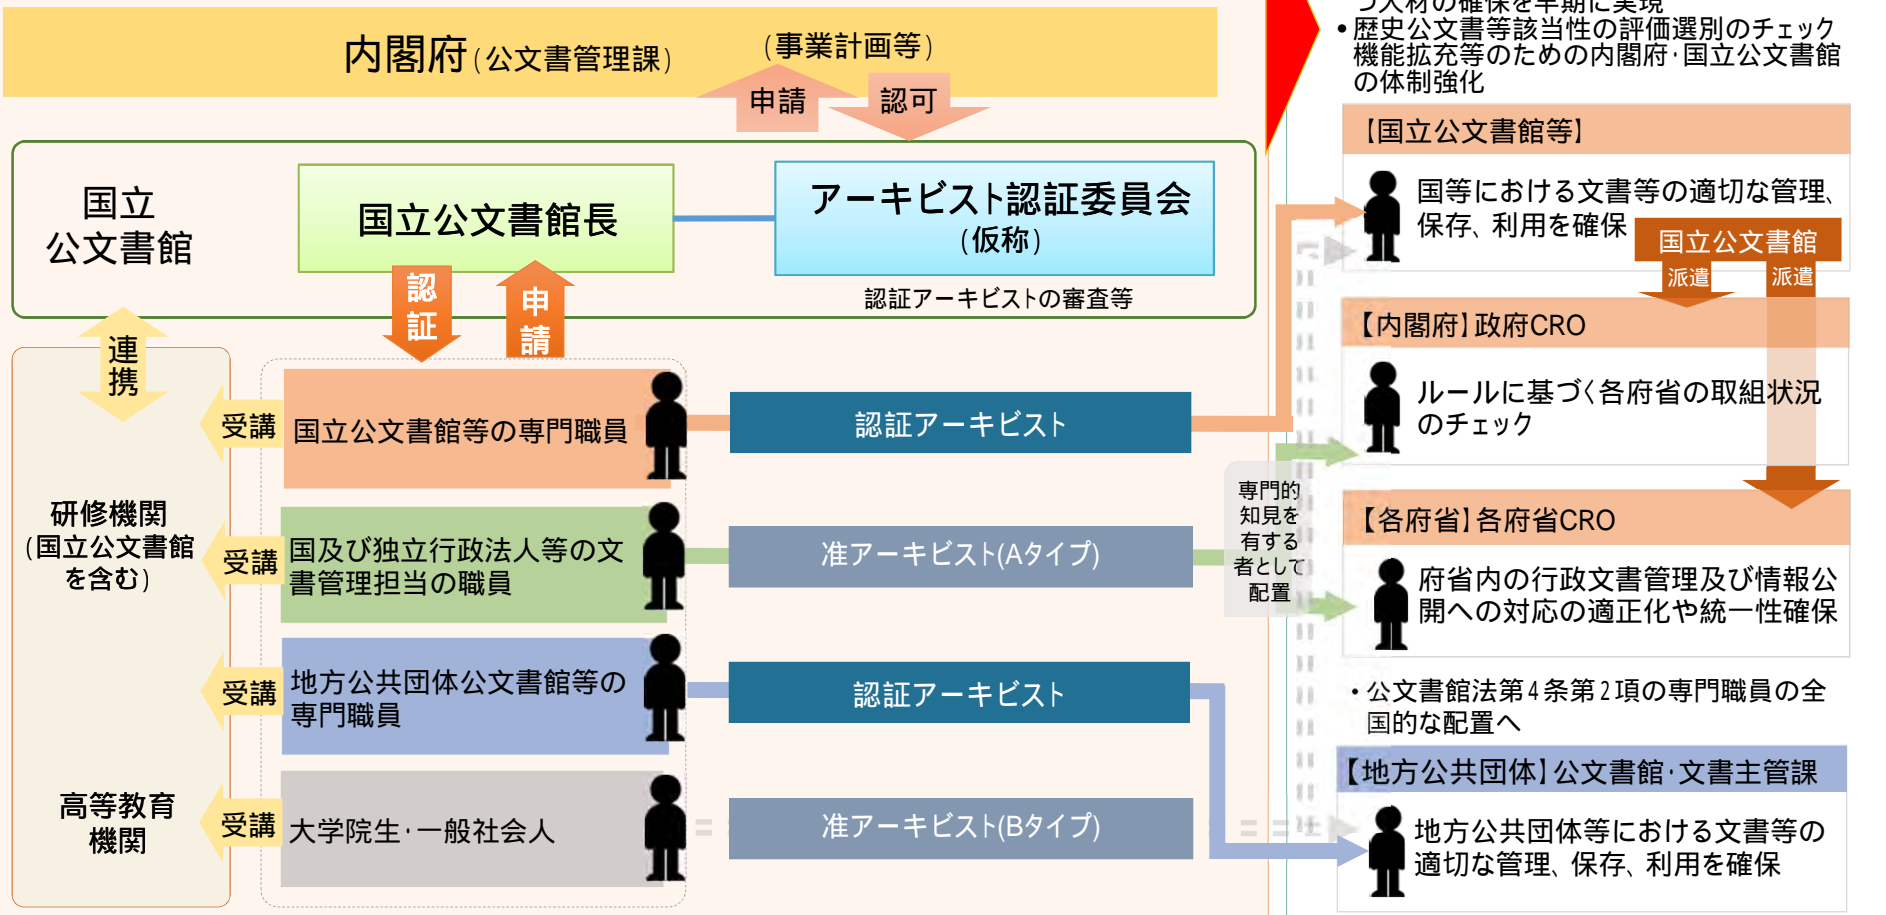 内閣府(公文書管理課)
(事業計画等)
申請
認可
国立
公文書館
国立公文書館長
アーキビスト認証委員会
(仮称)
認証アーキビストの審査等
認
証
申
請
連
携
研修機関
(国立公文書館
を含む)
高等教育
機関
受講
国立公文書館等の専門職員
認証アーキビスト
受講
国及び独立行政法人等の文
書管理担当の職員
准アーキビスト(Aタイプ)
受講
地方公共団体公文書館等の
専門職員
認証アーキビスト
受講
大学院生・一般社会人
准アーキビスト(Bタイプ)
専門的
知見を
有する
者として
配置
つ人材の確保を早期に実現
・歴史公文書等該当性の評価選別のチェック
機能拡充等のための内閣府・国立公文書館
の体制強化
【国立公文書館等】
国等における文書等の適切な管理、
保存、利用を確保
国立公文書館
派遣
派遣
【内閣府】政府CRO
ルールに基づく各府省の取組状況
のチェック
【各府省】各府省CRO
府省内の行政文書管理及び情報公
開への対応の適正化や統一性確保
・公文書館法第4条第2項の専門職員の全
国的な配置へ
【地方公共団体】公文書館・文書主管課
地方公共団体等における文書等の
適切な管理、保存、利用を確保